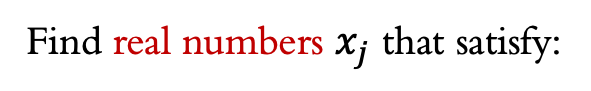 Find real numbers xⱼ that satisfy: